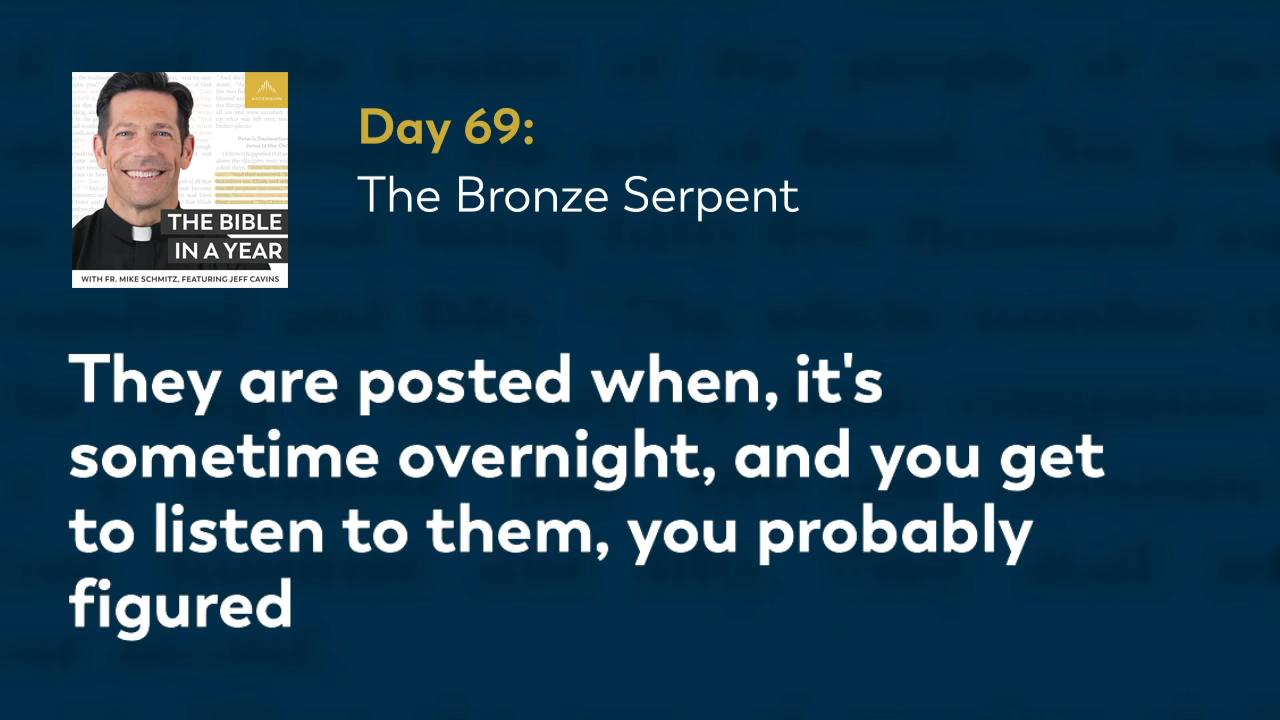 ASCENSION
THE BIBLE
IN A YEAR
WITH FR. MIKE SCHMITZ, FEATURING JEFF CAVINS
Day 69:
The Bronze Serpent
They are posted when, it's
sometime overnight, and you get
to listen to them, you probably
figured